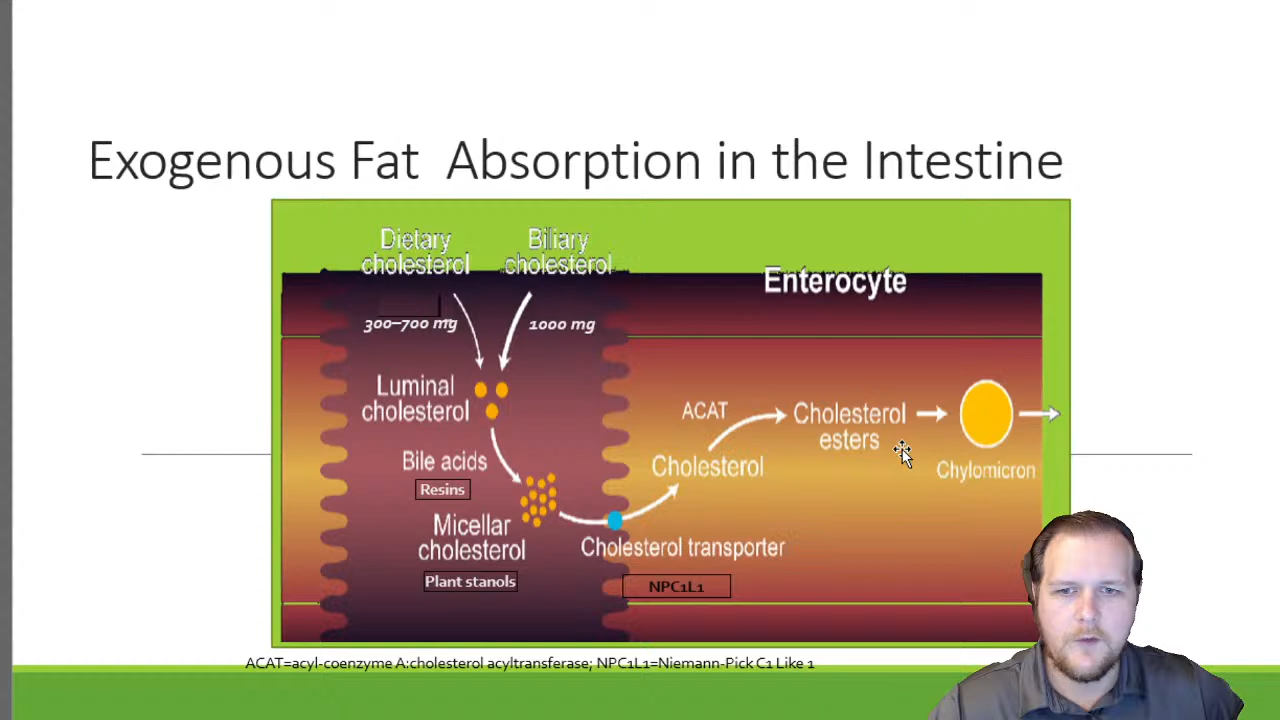 Exogenous Fat Absorption in the Intestine
Dietary
cholesterol
Biliary
cholesterol
Enterocyte
300–700 mg
1000 mg
Luminal
cholesterol
ACAT
Cholesterol
esters
Bile acids
Resins
Cholesterol
Chylomicron
Micellar
cholesterol
Cholesterol transporter
Plant stanols
NPC1L1
ACAT=acyl-coenzyme A:cholesterol acyltransferase; NPC1L1=Niemann-Pick C1 Like 1